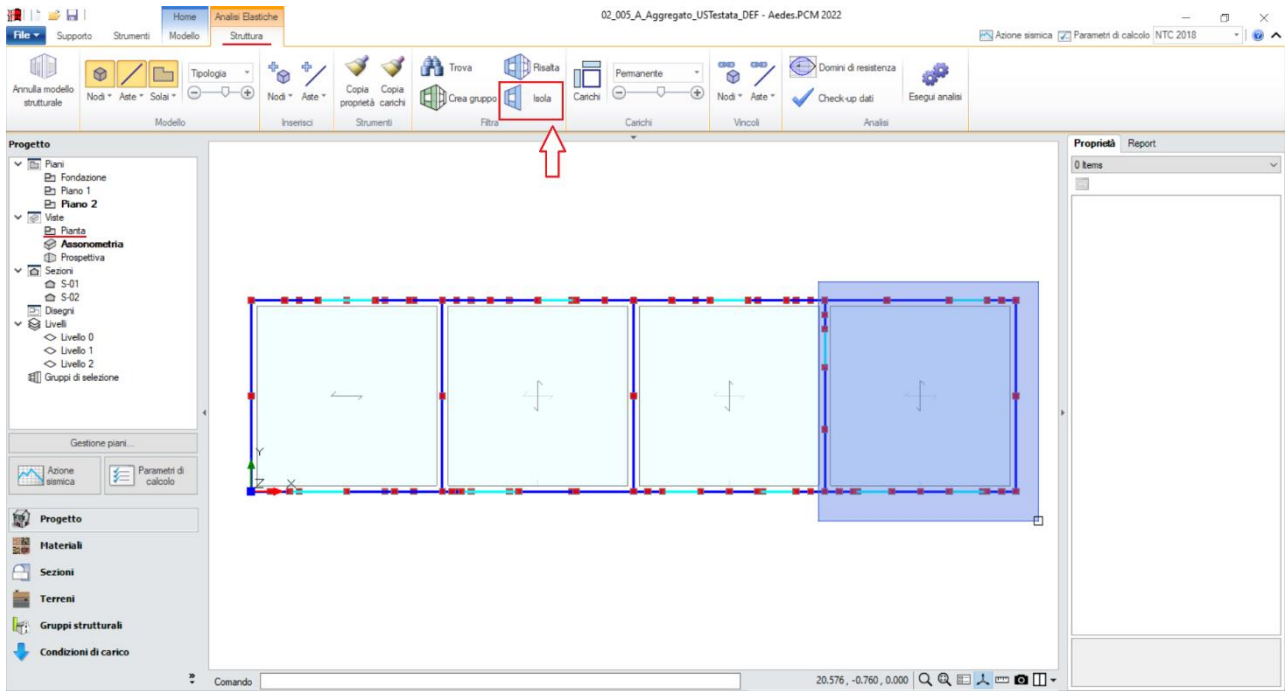 02_005_A_Aggregato_USTestata_DEF - Aedes.PCM 2022
Home
Analisi Elastiche
File
Supporto
Strumenti
Modello
Struttura
Azione sismica
Parametri di calcolo
NTC 2018
Annulla modello
strutturale
Nodi
Aste
Solai
Tipologia
Modello
Nodi
Aste
Inserisci
Copia
proprietà
Copia
carichi
Strumenti
Trova
Risalta
Crea gruppo
Isola
Filtra
Carichi
Permanente
Carichi
Nodi
Aste
Vincoli
Domini di resistenza
Check-up dati
Esegui analisi
Analisi
Progetto
Piani
Fondazione
Piano 1
Piano 2
Viste
Pianta
Assonometria
Prospettiva
Sezioni
S-01
S-02
Disegni
Livelli
Livello 0
Livello 1
Livello 2
Gruppi di selezione
Gestione piani...
Azione
sismica
Parametri di
calcolo
Progetto
Materiali
Sezioni
Terreni
Gruppi strutturali
Condizioni di carico
Y
Z
X
Proprietà
Report
0 Items
Comando
20.576 , -0.760 , 0.000